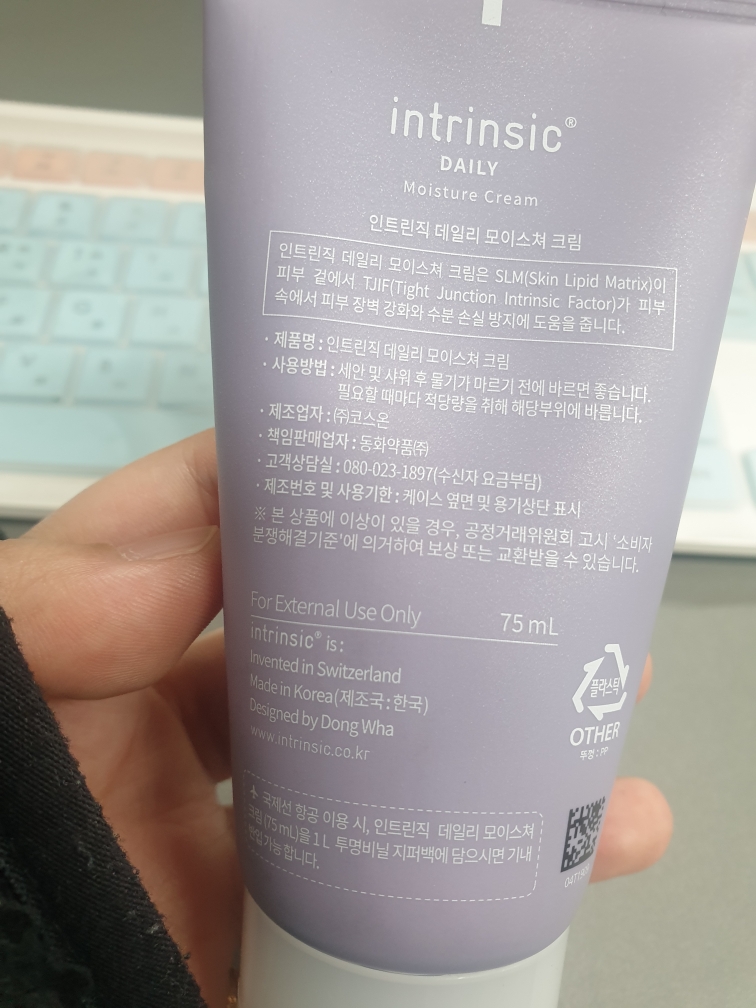 intrinsic®
DAILY
Moisture Cream
인트린직 데일리 모이스쳐 크림
인트린직 데일리 모이스쳐 크림은 SLM(Skin Lipid Matrix)이
피부 겉에서 TJIF(Tight Junction Intrinsic Factor)가 피부
속에서 피부 장벽 강화와 수분 손실 방지에 도움을 줍니다.
· 제품명 : 인트린직 데일리 모이스쳐 크림
· 사용방법 : 세안 및 샤워 후 물기가 마르기 전에 바르면 좋습니다.
필요할 때마다 적당량을 취해 해당부위에 바릅니다.
· 제조업자 : ㈜코스온
· 책임판매업자 : 동화약품㈜
· 고객상담실 : 080-023-1897(수신자 요금부담)
· 제조번호 및 사용기한 : 케이스 옆면 및 용기상단 표시
※ 본 상품에 이상이 있을 경우, 공정거래위원회 고시 '소비자
분쟁해결기준'에 의거하여 보상 또는 교환받을 수 있습니다.
For External Use Only 75 mL
intrinsic® is:
Invented in Switzerland
Made in Korea(제조국:한국)
Designed by Dong Wha
www.intrinsic.co.kr
플라스틱
OTHER
뚜껑 : PP
국제선 항공 이용 시, 인트린직 데일리 모이스쳐
크림(75 mL)을 1 L 투명비닐 지퍼백에 담으시면 기내
반입가능합니다.